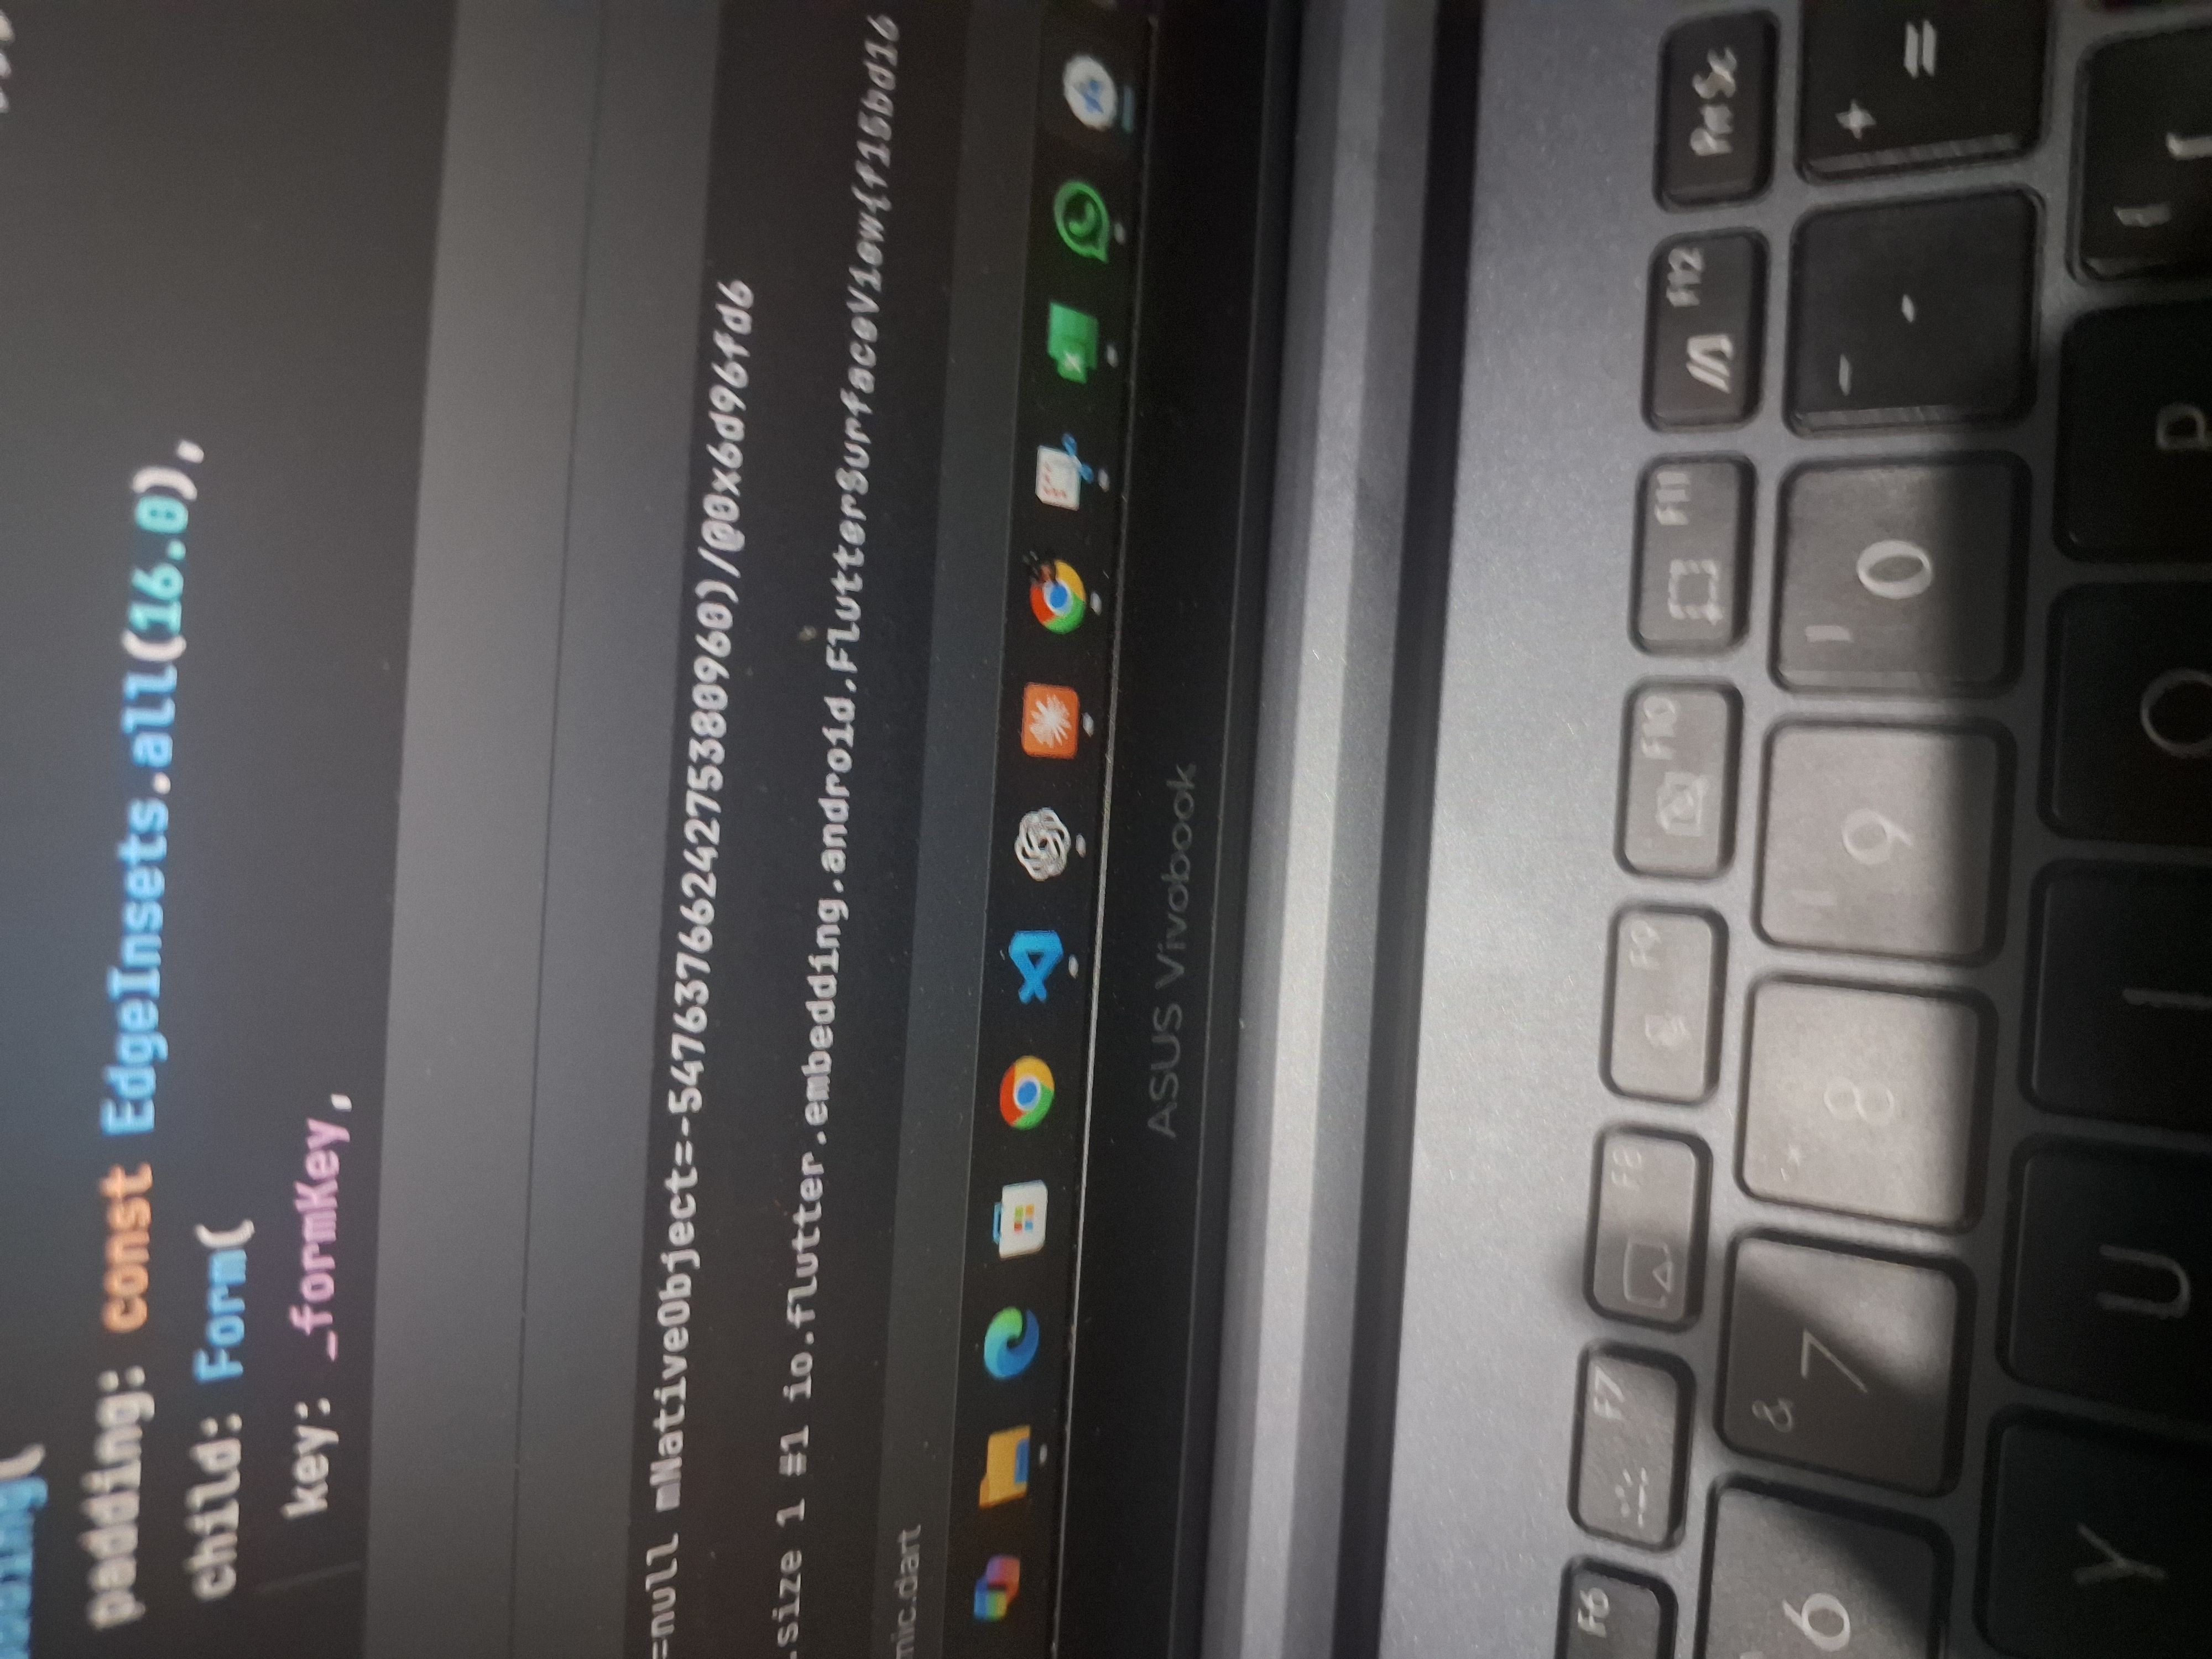 padding: const EdgeInsets.all(16.0),
child: Form(
key: _formKey,
=null mNativeObject=-5476376624275380960)/@0x6d96fd6
.size 1 #1 io.flutter.embedding.android.FlutterSurfaceView{f15bd16
mic.dart
ASUS Vivobook
F6 F7 F8 F9 F10 F11 F12 Prt Sc
6 & 7 * 8 9 0 - + =
Y U I O P